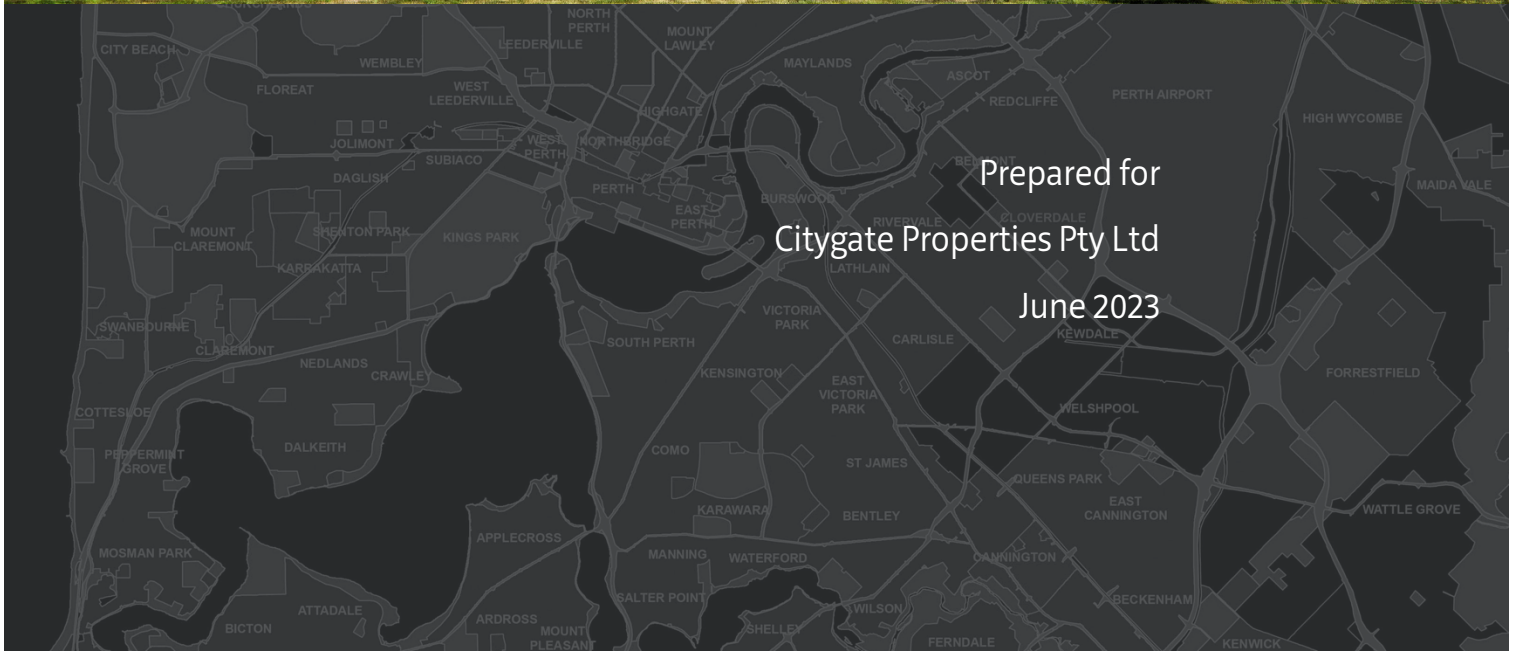 NORTH
PERTH
MOUNT
LAWLEY
CITY BEACH
LEEDERVILLE
WEMBLEY
MAYLANDS
ASCOT
FLOREAT
WEST
LEEDERVILLE
REDCLIFFE
PERTH AIRPORT
HIGHGATE
HIGH WYCOMBE
JOLIMONT
WEST
PERTH
NORTHBRIDGE
SUBIACO
BELMONT
Prepared for
DAGLISH
PERTH
MAIDA VALE
BURSWOOD
EAST
PERTH
RIVERVALE
CLOVERDALE
MOUNT
CLAREMONT
SHENTON PARK
KINGS PARK
Citygate Properties Pty Ltd
KARRAKATTA
LATHLAIN
June 2023
VICTORIA
PARK
SWANBOURNE
KEWDALE
SOUTH PERTH
CARLISLE
CLAREMONT
NEDLANDS
CRAWLEY
KENSINGTON
FORRESTFIELD
EAST
VICTORIA
PARK
COTTESLOE
WELSHPOOL
DALKEITH
COMO
PEPPERMINT
GROVE
ST JAMES
QUEENS PARK
EAST
CANNINGTON
KARAWARA
BENTLEY
WATTLE GROVE
APPLECROSS
MOSMAN PARK
MANNING
WATERFORD
CANNINGTON
SALTER POINT
BECKENHAM
ATTADALE
WILSON
ARDROSS
BICTON
MOUNT
PLEASANT
SHELLEY
FERNDALE
KENWICK